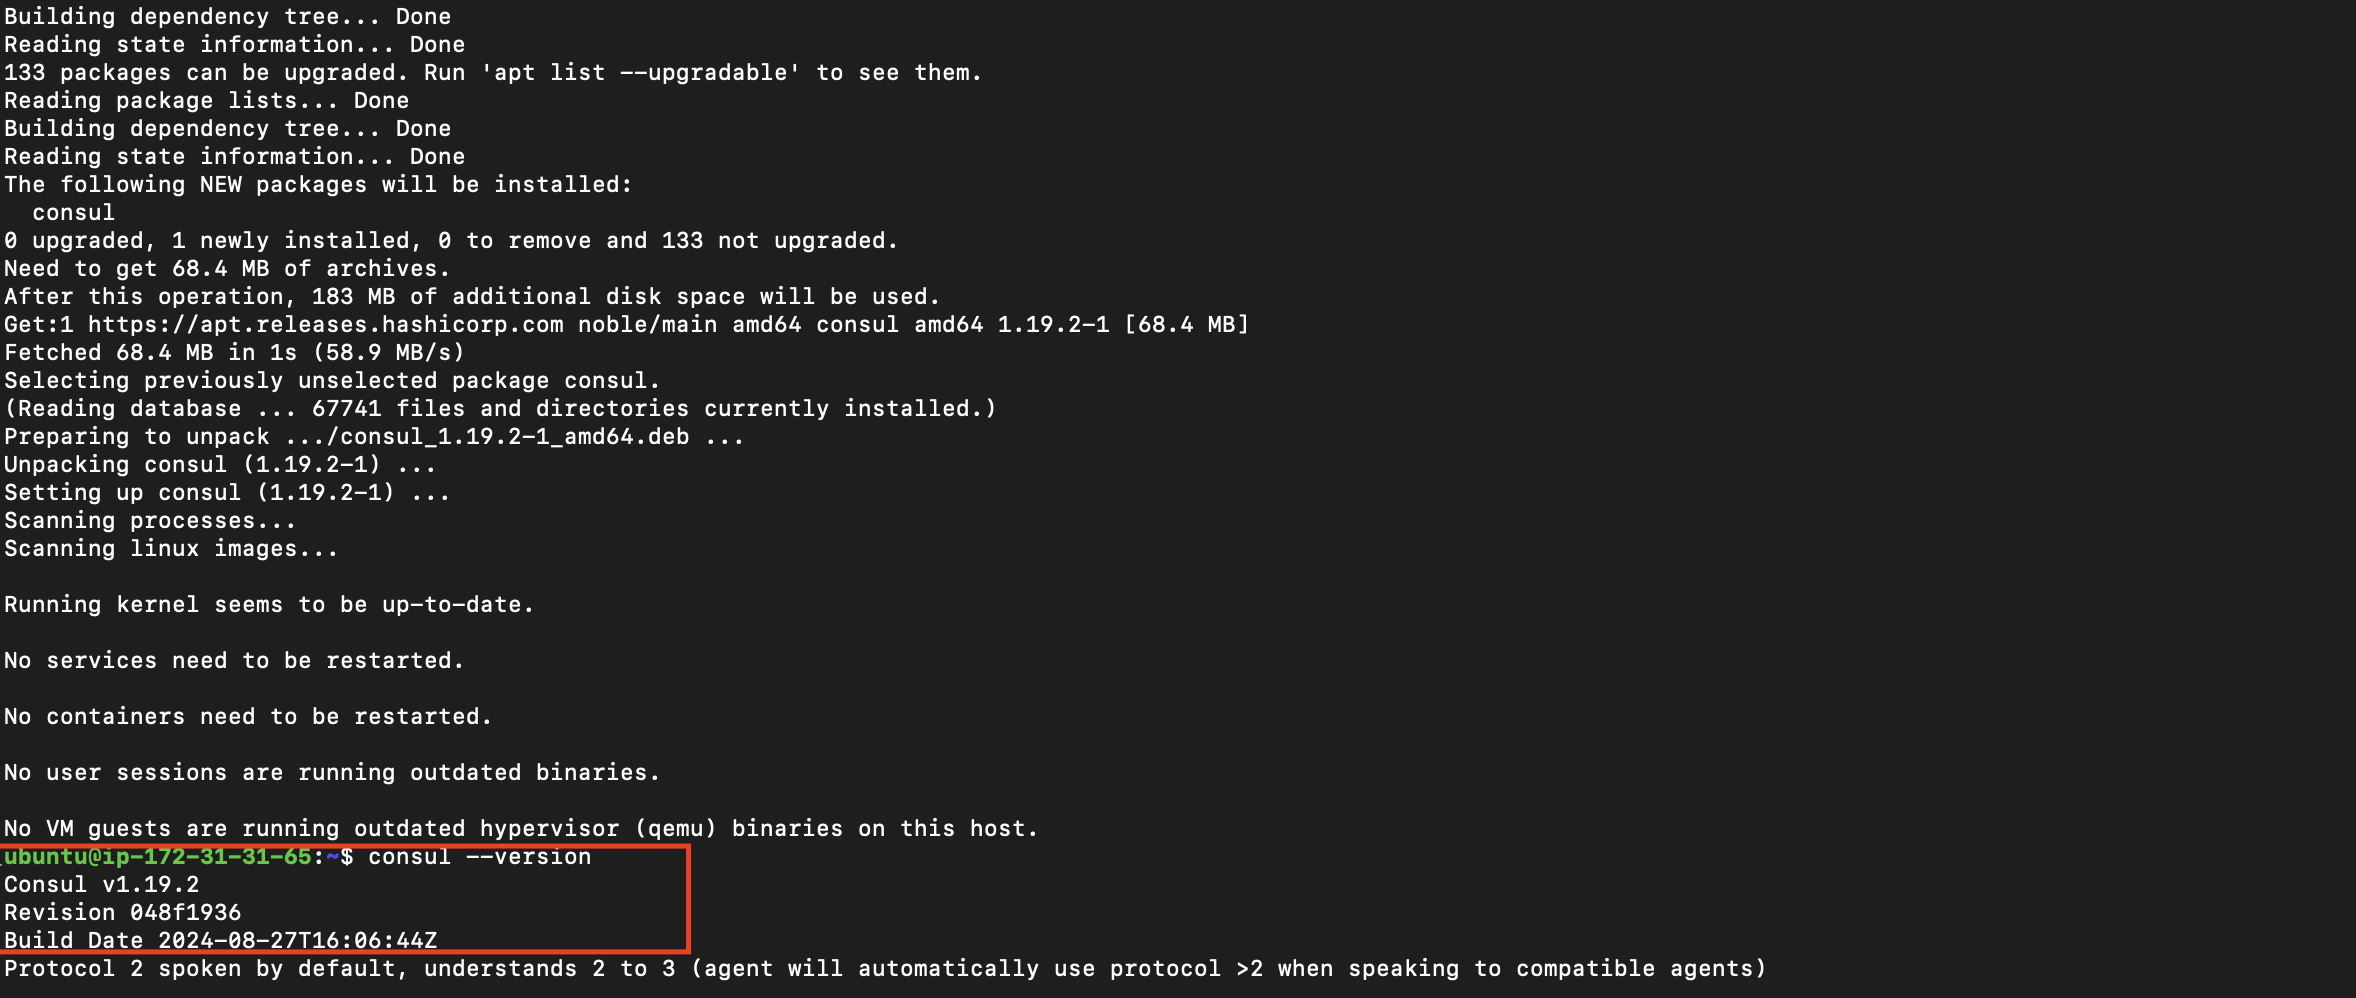 Building dependency tree... Done
Reading state information... Done
133 packages can be upgraded. Run 'apt list --upgradable' to see them.
Reading package lists... Done
Building dependency tree... Done
Reading state information... Done
The following NEW packages will be installed:
  consul
0 upgraded, 1 newly installed, 0 to remove and 133 not upgraded.
Need to get 68.4 MB of archives.
After this operation, 183 MB of additional disk space will be used.
Get:1 https://apt.releases.hashicorp.com noble/main amd64 consul amd64 1.19.2-1 [68.4 MB]
Fetched 68.4 MB in 1s (58.9 MB/s)
Selecting previously unselected package consul.
(Reading database ... 67741 files and directories currently installed.)
Preparing to unpack .../consul_1.19.2-1_amd64.deb ...
Unpacking consul (1.19.2-1) ...
Setting up consul (1.19.2-1) ...
Scanning processes...
Scanning linux images...
Running kernel seems to be up-to-date.
No services need to be restarted.
No containers need to be restarted.
No user sessions are running outdated binaries.
No VM guests are running outdated hypervisor (qemu) binaries on this host.
ubuntu@ip-172-31-31-65:~$ consul --version
Consul v1.19.2
Revision 048f1936
Build Date 2024-08-27T16:06:44Z
Protocol 2 spoken by default, understands 2 to 3 (agent will automatically use protocol >2 when speaking to compatible agents)